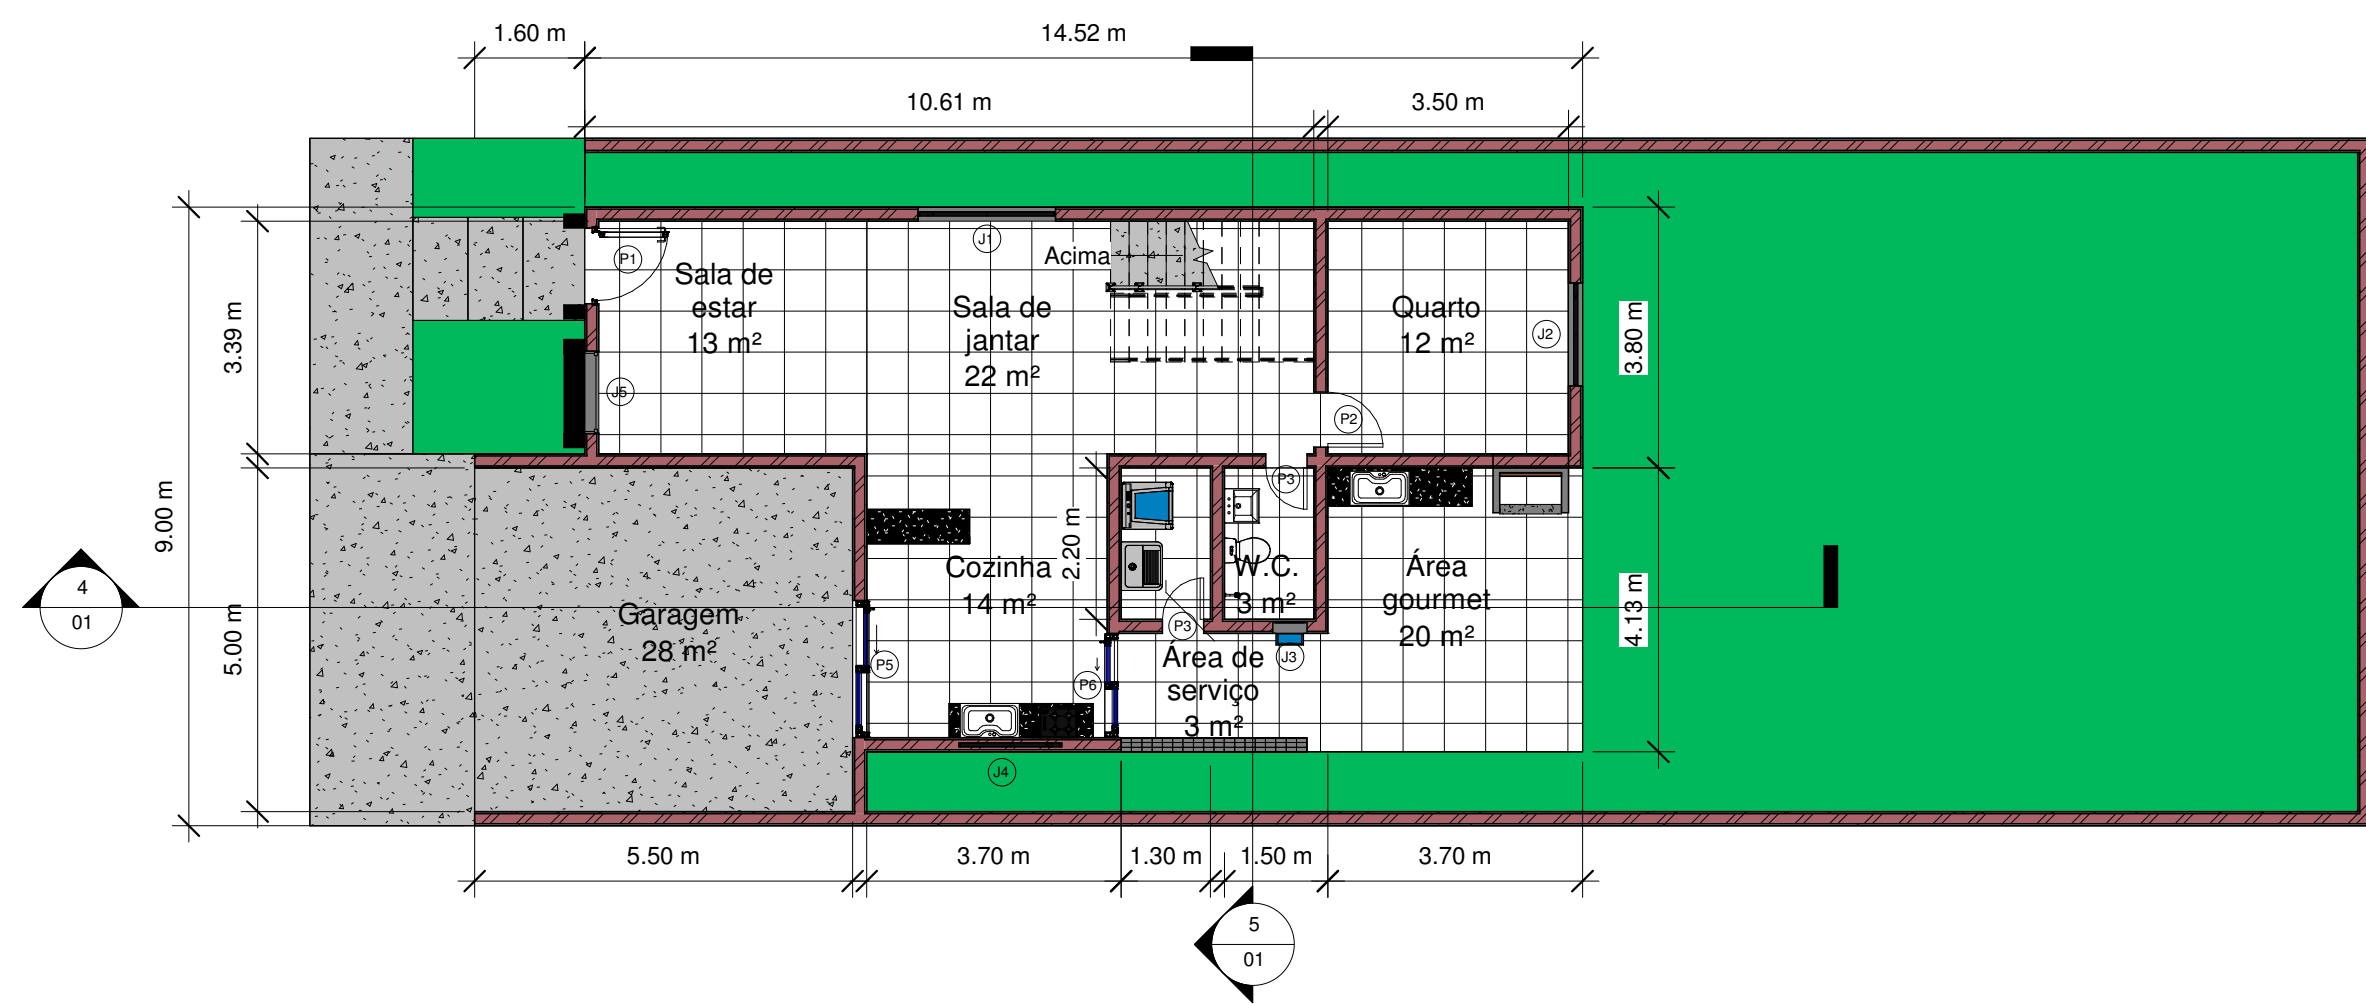 1.60 m
14.52 m
10.61 m
3.50 m
J1
Acima
P1
Sala de
estar
13 m²
Sala de
jantar
22 m²
Quarto
12 m²
J2
3.39 m
3.80 m
J5
P2
9.00 m
P3
2.20 m
Cozinha
14 m²
W.C.
3 m²
Área
gourmet
20 m²
4
01
Garagem
28 m²
5.00 m
4.13 m
P3
P5
P6
J3
Área de
serviço
3 m²
J4
5.50 m
3.70 m
1.30 m
1.50 m
3.70 m
5
01